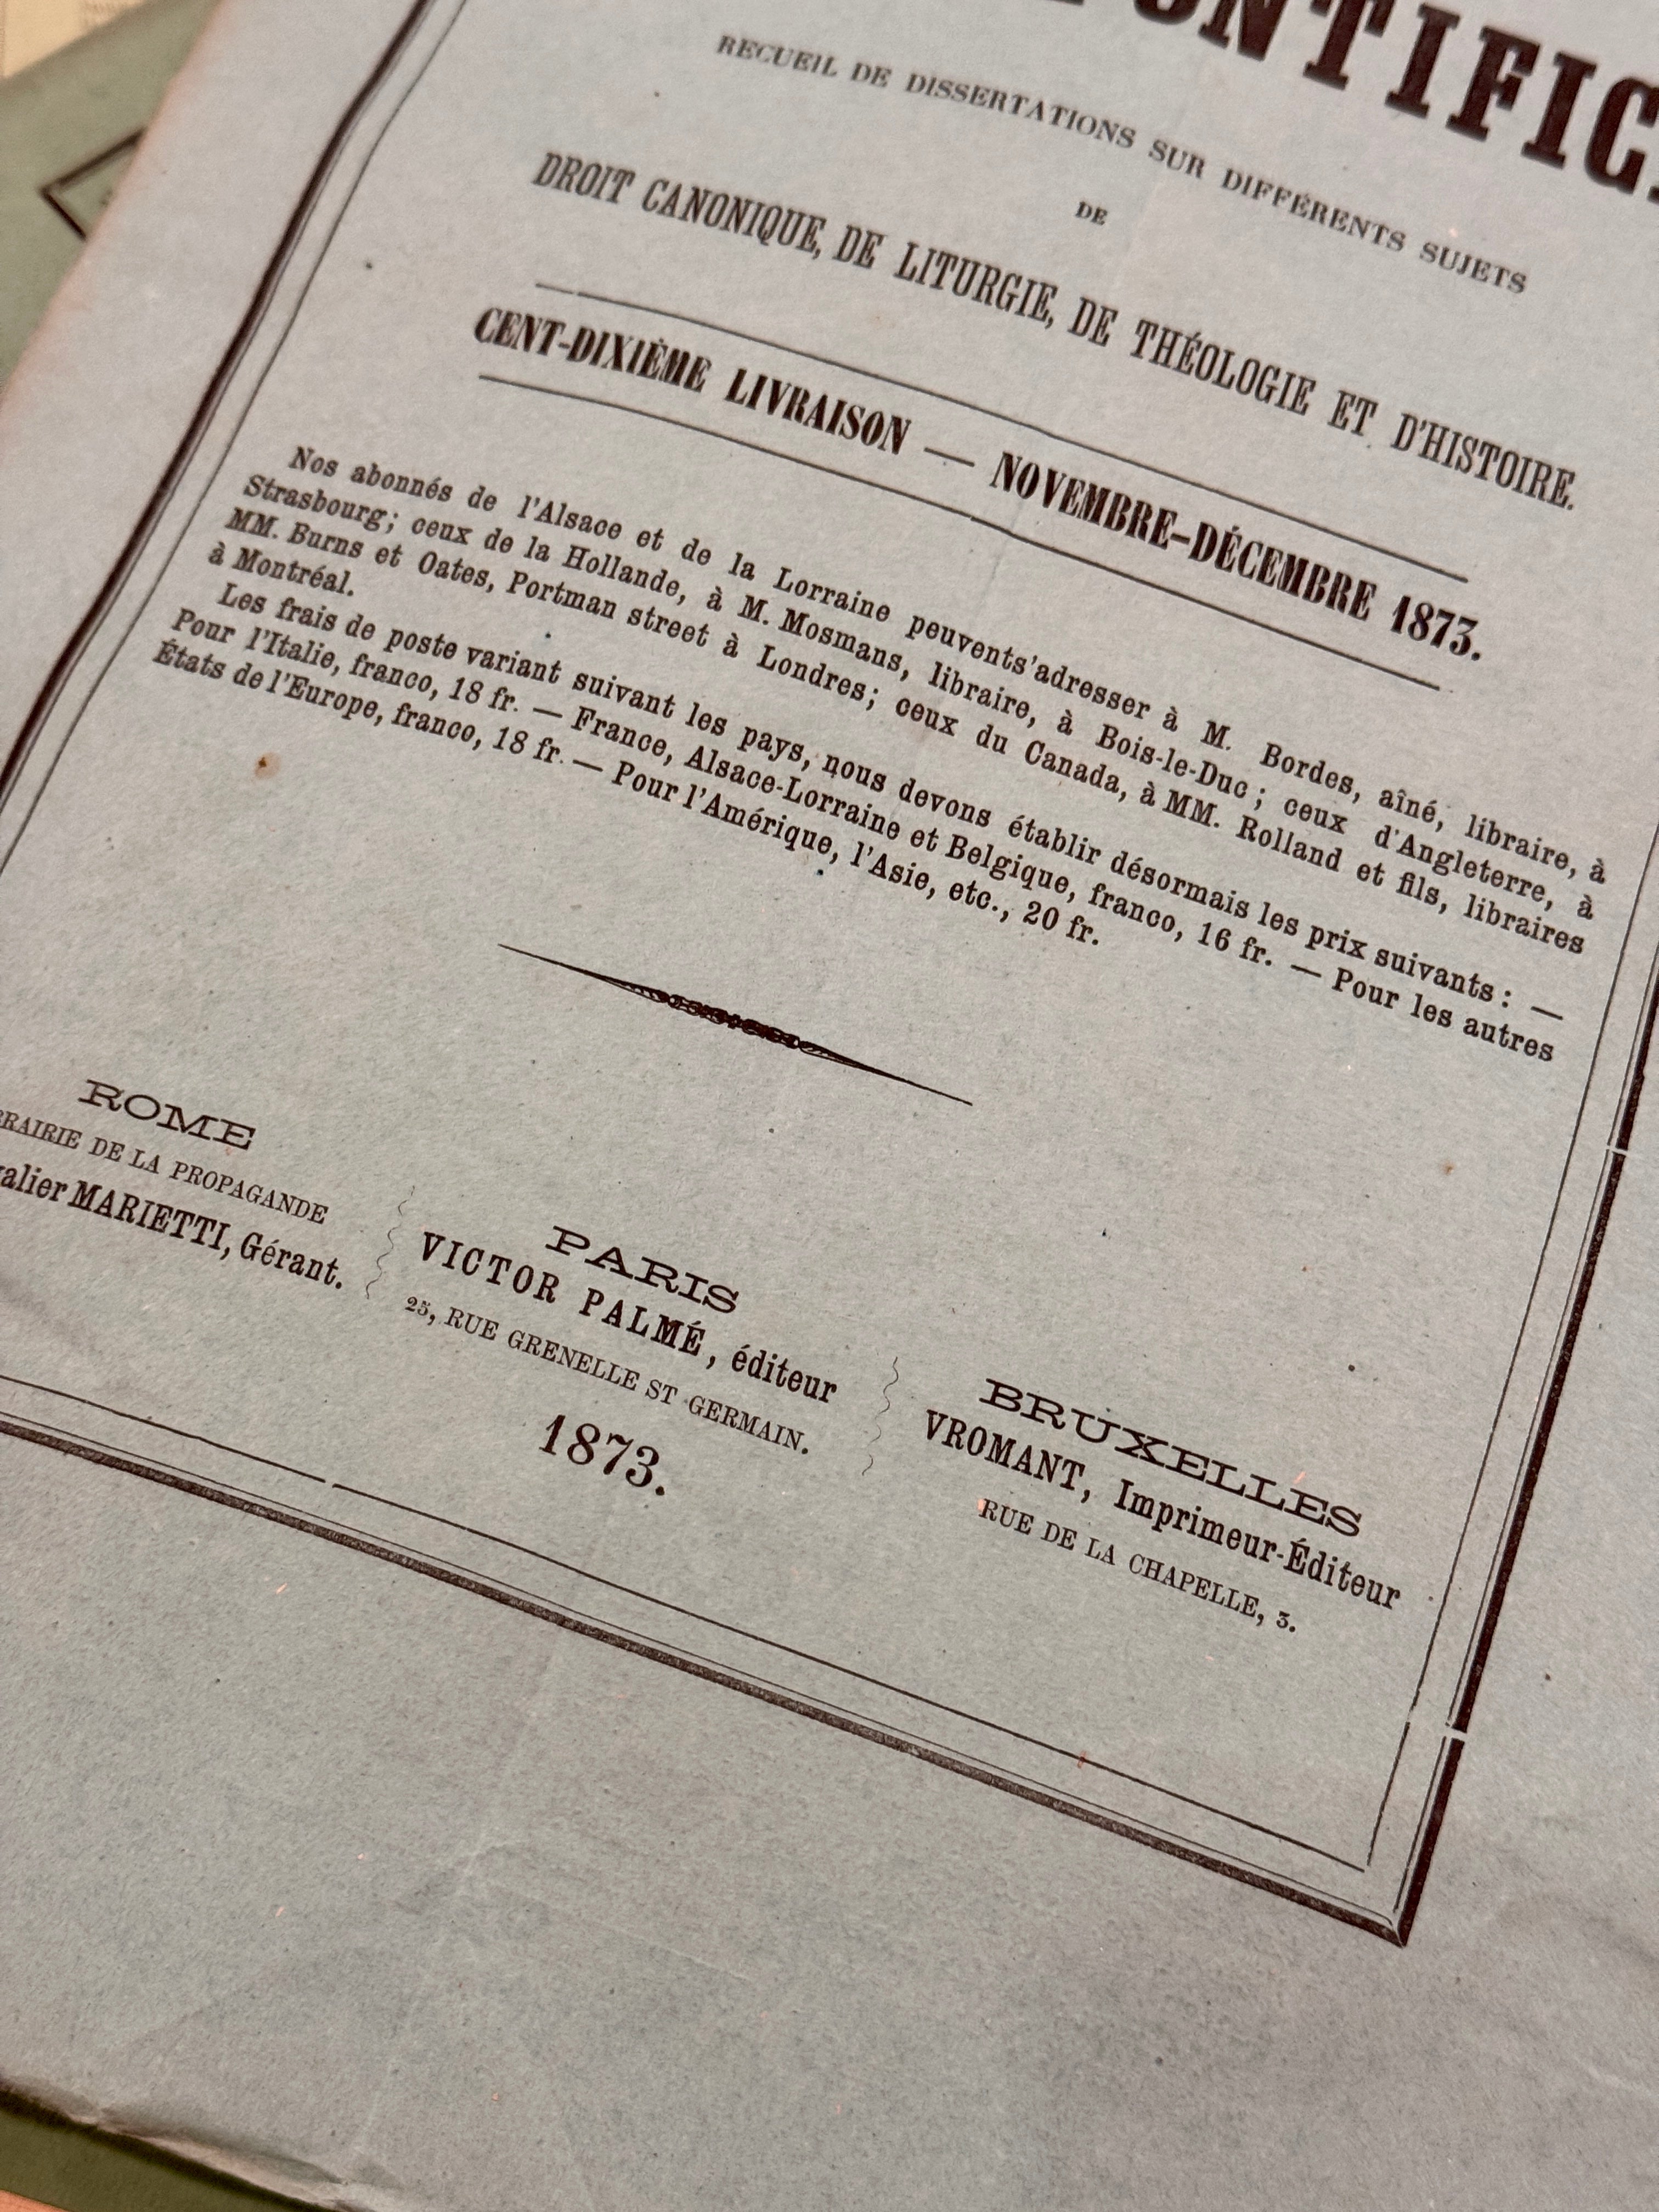 PONTIFIC
RECUEIL DE DISSERTATIONS SUR DIFFÉRENTS SUJETS
DE
DROIT CANONIQUE, DE LITURGIE, DE THÉOLOGIE ET D'HISTOIRE.
CENT-DIXIÈME LIVRAISON — NOVEMBRE-DÉCEMBRE 1873.
Nos abonnés de l'Alsace et de la Lorraine peuvents'adresser à M. Bordes, aîné, libraire, à
Strasbourg; ceux de la Hollande, à M. Mosmans, libraire, à Bois-le-Duc; ceux d'Angleterre, à
MM. Burns et Oates, Portman street à Londres; ceux du Canada, à MM. Rolland et fils, libraires
à Montréal.
Les frais de poste variant suivant les pays, nous devons établir désormais les prix suivants: —
Pour l'Italie, franco, 18 fr. — France, Alsace-Lorraine et Belgique, franco, 16 fr. — Pour les autres
États de l'Europe, franco, 18 fr. — Pour l'Amérique, l'Asie, etc., 20 fr.
ROME
RAIRIE DE LA PROPAGANDE
alier MARIETTI, Gérant.
PARIS
VICTOR PALMÉ, éditeur
25, RUE GRENELLE ST GERMAIN.
1873.
BRUXELLES
VROMANT, Imprimeur-Éditeur
RUE DE LA CHAPELLE, 3.